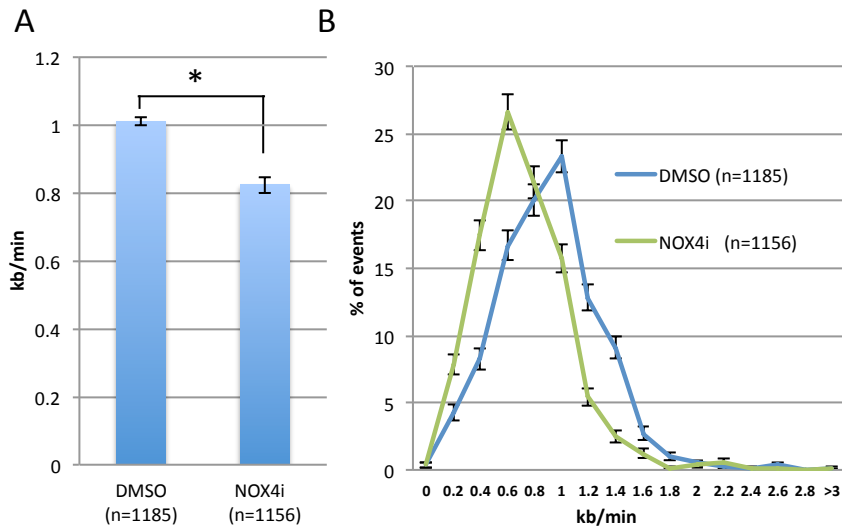 A
B
1.2
1
0.8
0.6
0.4
0.2
0
kb/min
*
DMSO
(n=1185)
NOX4i
(n=1156)
30
25
20
15
10
5
0
% of events
DMSO (n=1185)
NOX4i (n=1156)
0 0.2 0.4 0.6 0.8 1 1.2 1.4 1.6 1.8 2 2.2 2.4 2.6 2.8 >3
kb/min